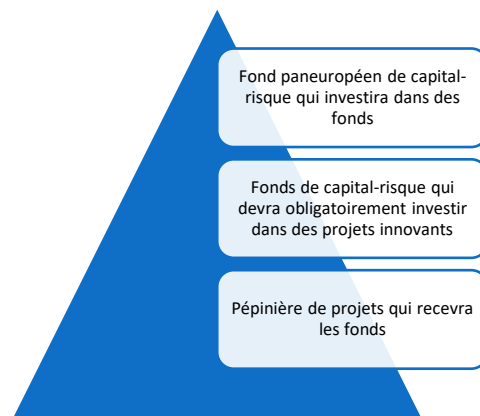 Fond paneuropéen de capital-
risque qui investira dans des
fonds
Fonds de capital-risque qui
devra obligatoirement investir
dans des projets innovants
Pépinière de projets qui recevra
les fonds